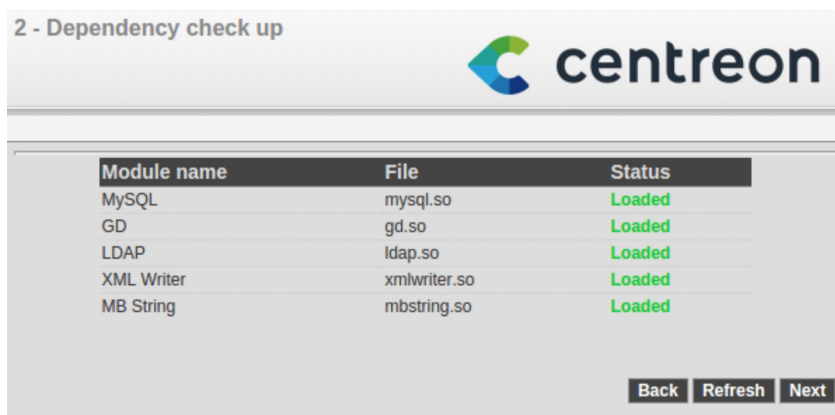 2 - Dependency check up
centreon
Module name File Status
MySQL mysql.so Loaded
GD gd.so Loaded
LDAP ldap.so Loaded
XML Writer xmlwriter.so Loaded
MB String mbstring.so Loaded
Back Refresh Next